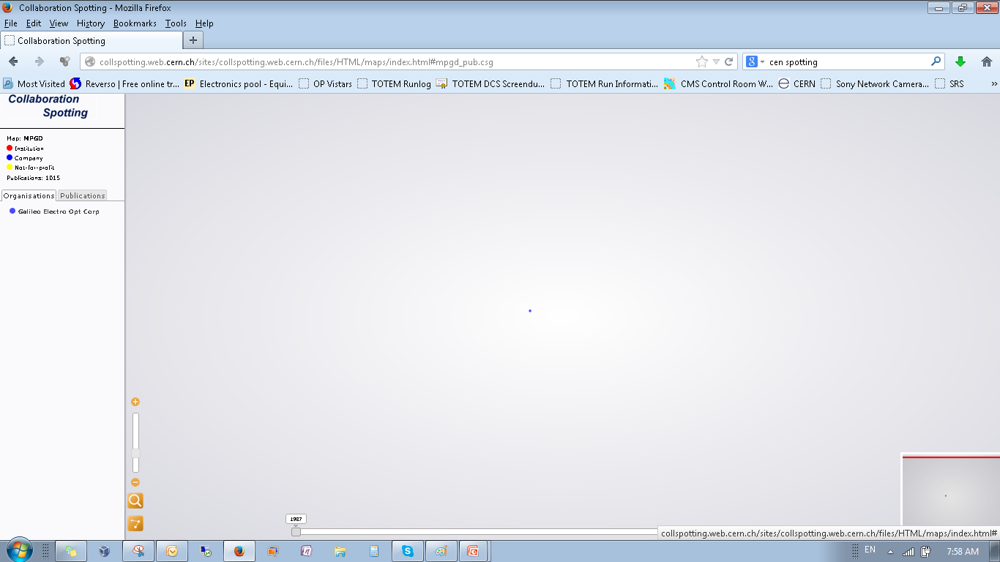 Collaboration Spotting - Mozilla Firefox
File Edit View History Bookmarks Tools Help
Collaboration Spotting
collspotting.web.cern.ch/sites/collspotting.web.cern.ch/files/HTML/maps/index.html#mpgd_pub.csg
cen spotting
Most Visited Reverso | Free online tr... EP Electronics pool - Equi... OP Vistars TOTEM Runlog TOTEM DCS Screendu... TOTEM Run Informati... CMS Control Room W... CERN Sony Network Camera... SRS »
Collaboration
Spotting
Map: MPGD
Institution
Company
Not-for-profit
Publications: 1015
Organisations Publications
Galileo Electro Opt Corp
1987
collspotting.web.cern.ch/sites/collspotting.web.cern.ch/files/HTML/maps/index.html#
EN 7:58 AM